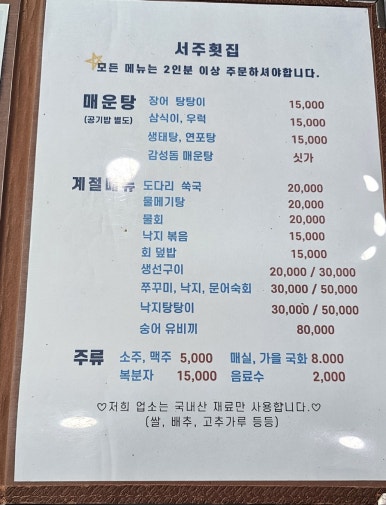 서주횟집
모든 메뉴는 2인분 이상 주문하셔야합니다.
매운탕 장어 탕탕이 15,000
(공기밥 별도) 삼식이, 우럭 15,000
생태탕, 연포탕 15,000
감성돔 매운탕 싯가
계절메뉴 도다리 쑥국 20,000
물메기탕 20,000
물회 20,000
낙지 볶음 15,000
회 덮밥 15,000
생선구이 20,000 / 30,000
쭈꾸미, 낙지, 문어숙회 30,000 / 50,000
낙지탕탕이 30,000 / 50,000
숭어 유비끼 80,000
주류 소주, 맥주 5,000 매실, 가을 국화 8.000
복분자 15,000 음료수 2,000
♡저희 업소는 국내산 재료만 사용합니다.♡
(쌀, 배추, 고추가루 등등)